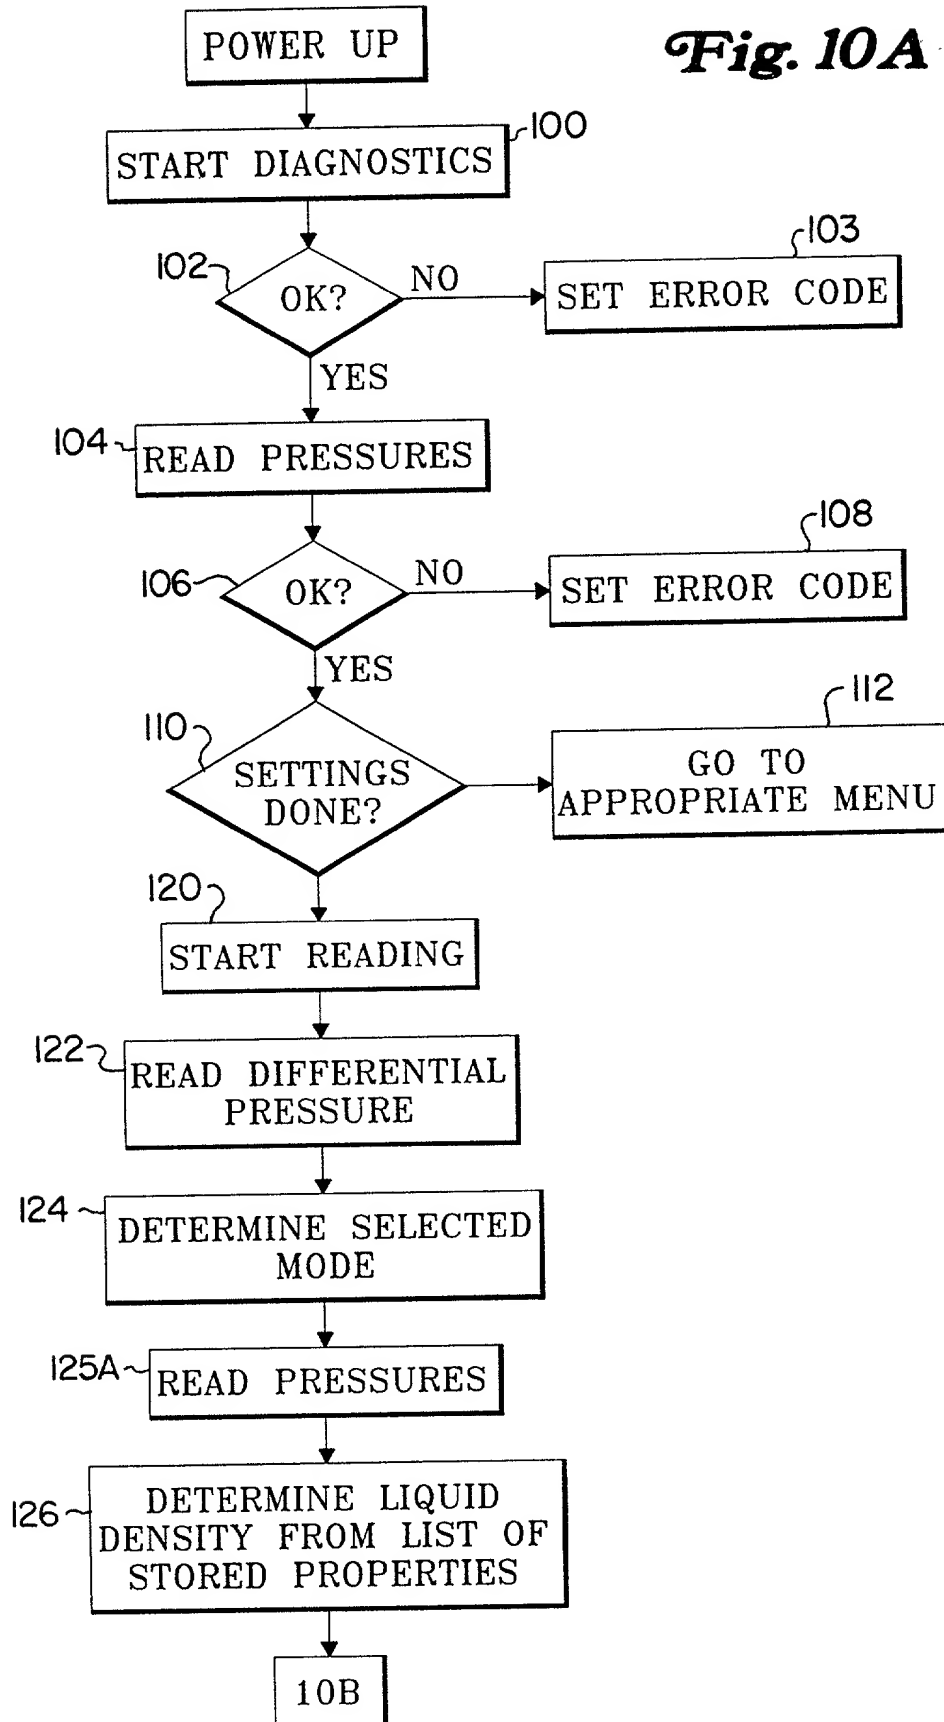 POWER UP
Fig. 10A
100
START DIAGNOSTICS
102
OK?
NO
103
SET ERROR CODE
YES
104
READ PRESSURES
106
OK?
NO
108
SET ERROR CODE
YES
110
SETTINGS
DONE?
112
GO TO
APPROPRIATE MENU
120
START READING
122
READ DIFFERENTIAL
PRESSURE
124
DETERMINE SELECTED
MODE
125A
READ PRESSURES
126
DETERMINE LIQUID
DENSITY FROM LIST OF
STORED PROPERTIES
10B